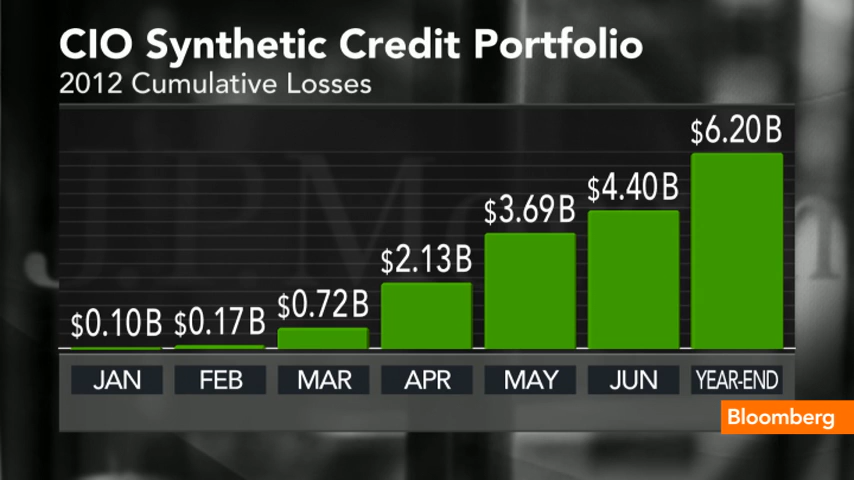 CIO Synthetic Credit Portfolio
2012 Cumulative Losses
$0.10B $0.17B $0.72B $2.13B $3.69B $4.40B $6.20B
JAN FEB MAR APR MAY JUN YEAR-END
Bloomberg